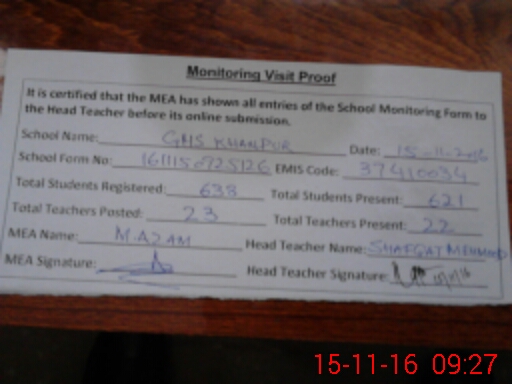 Monitoring Visit Proof
It is certified that the MEA has shown all entries of the School Monitoring Form to
the Head Teacher before its online submission.
School Name: GHS KHANPUR Date: 15-11-2016
School Form No: 1611150725126 EMIS Code: 37410034
Total Students Registered: 638 Total Students Present: 621
Total Teachers Posted: 23 Total Teachers Present: 22
MEA Name: M. AZAM Head Teacher Name: SHAFQAT MEHMOOD
MEA Signature: Head Teacher Signature:
15-11-16 09:27